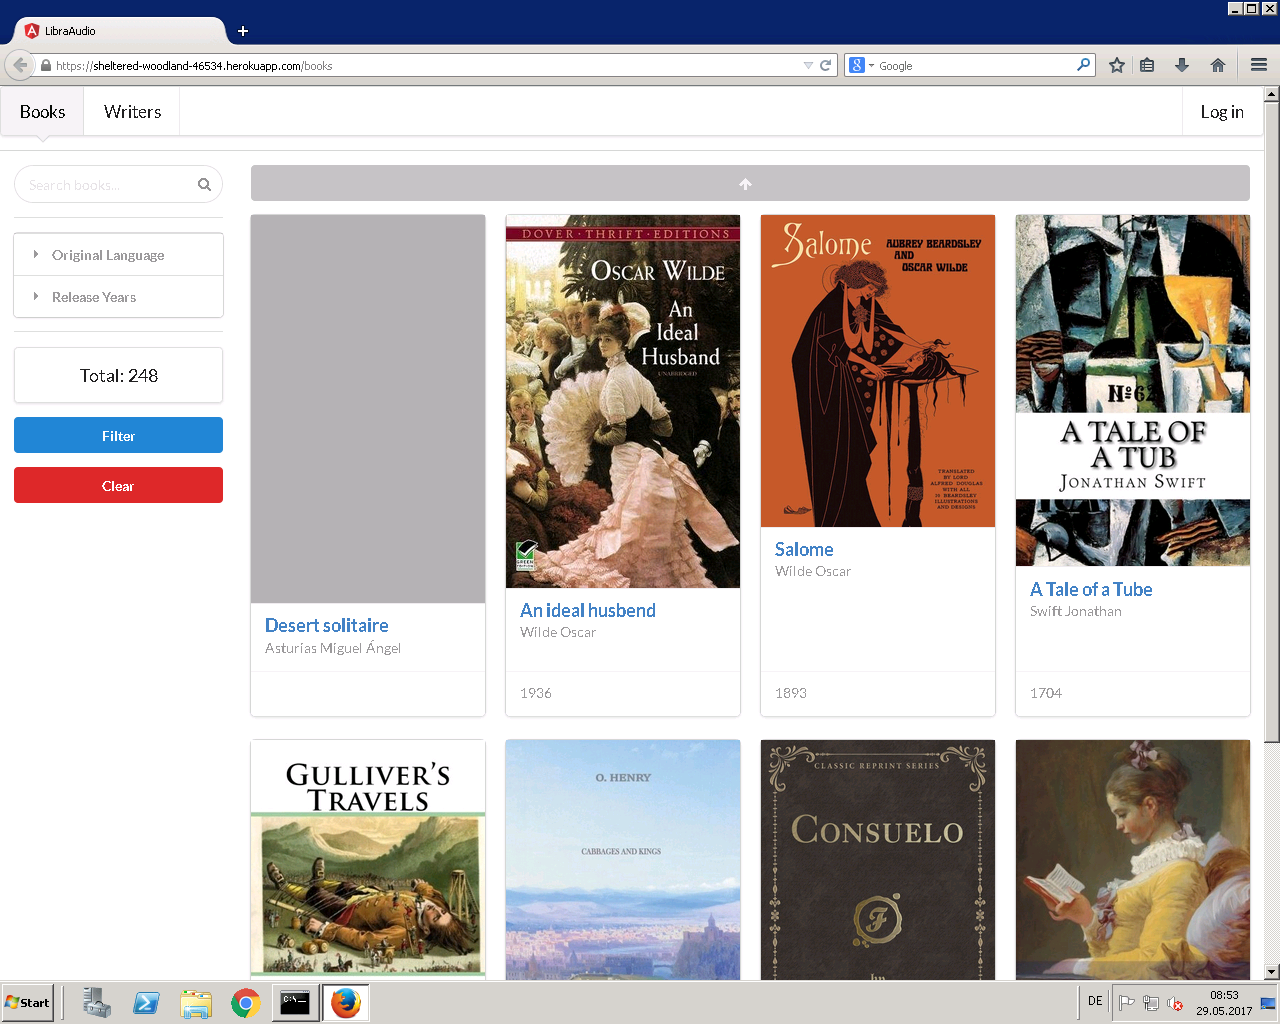 LibraAudio
https://sheltered-woodland-46534.herokuapp.com/books
Google
Books
Writers
Log in
Search books...
Original Language
Release Years
Total: 248
Filter
Clear
DOVER · THRIFT · EDITIONS
OSCAR WILDE
An
Ideal
Husband
UNABRIDGED
GREEN
EDITION
Salome
AUBREY BEARDSLEY
AND
OSCAR WILDE
TRANSLATED
BY LORD
ALFRED DOUGLAS
WITH ALL
16 BEARDSLEY
ILLUSTRATIONS
AND DESIGNS
Nº62
A TALE OF
A TUB
JONATHAN SWIFT
Desert solitaire
Asturias Miguel Ángel
An ideal husbend
Wilde Oscar
1936
Salome
Wilde Oscar
1893
A Tale of a Tube
Swift Jonathan
1704
GULLIVER'S
TRAVELS
O. HENRY
CABBAGES AND KINGS
CLASSIC REPRINT SERIES
CONSUELO
F
by
Start
C:\
DE
08:53
29.05.2017